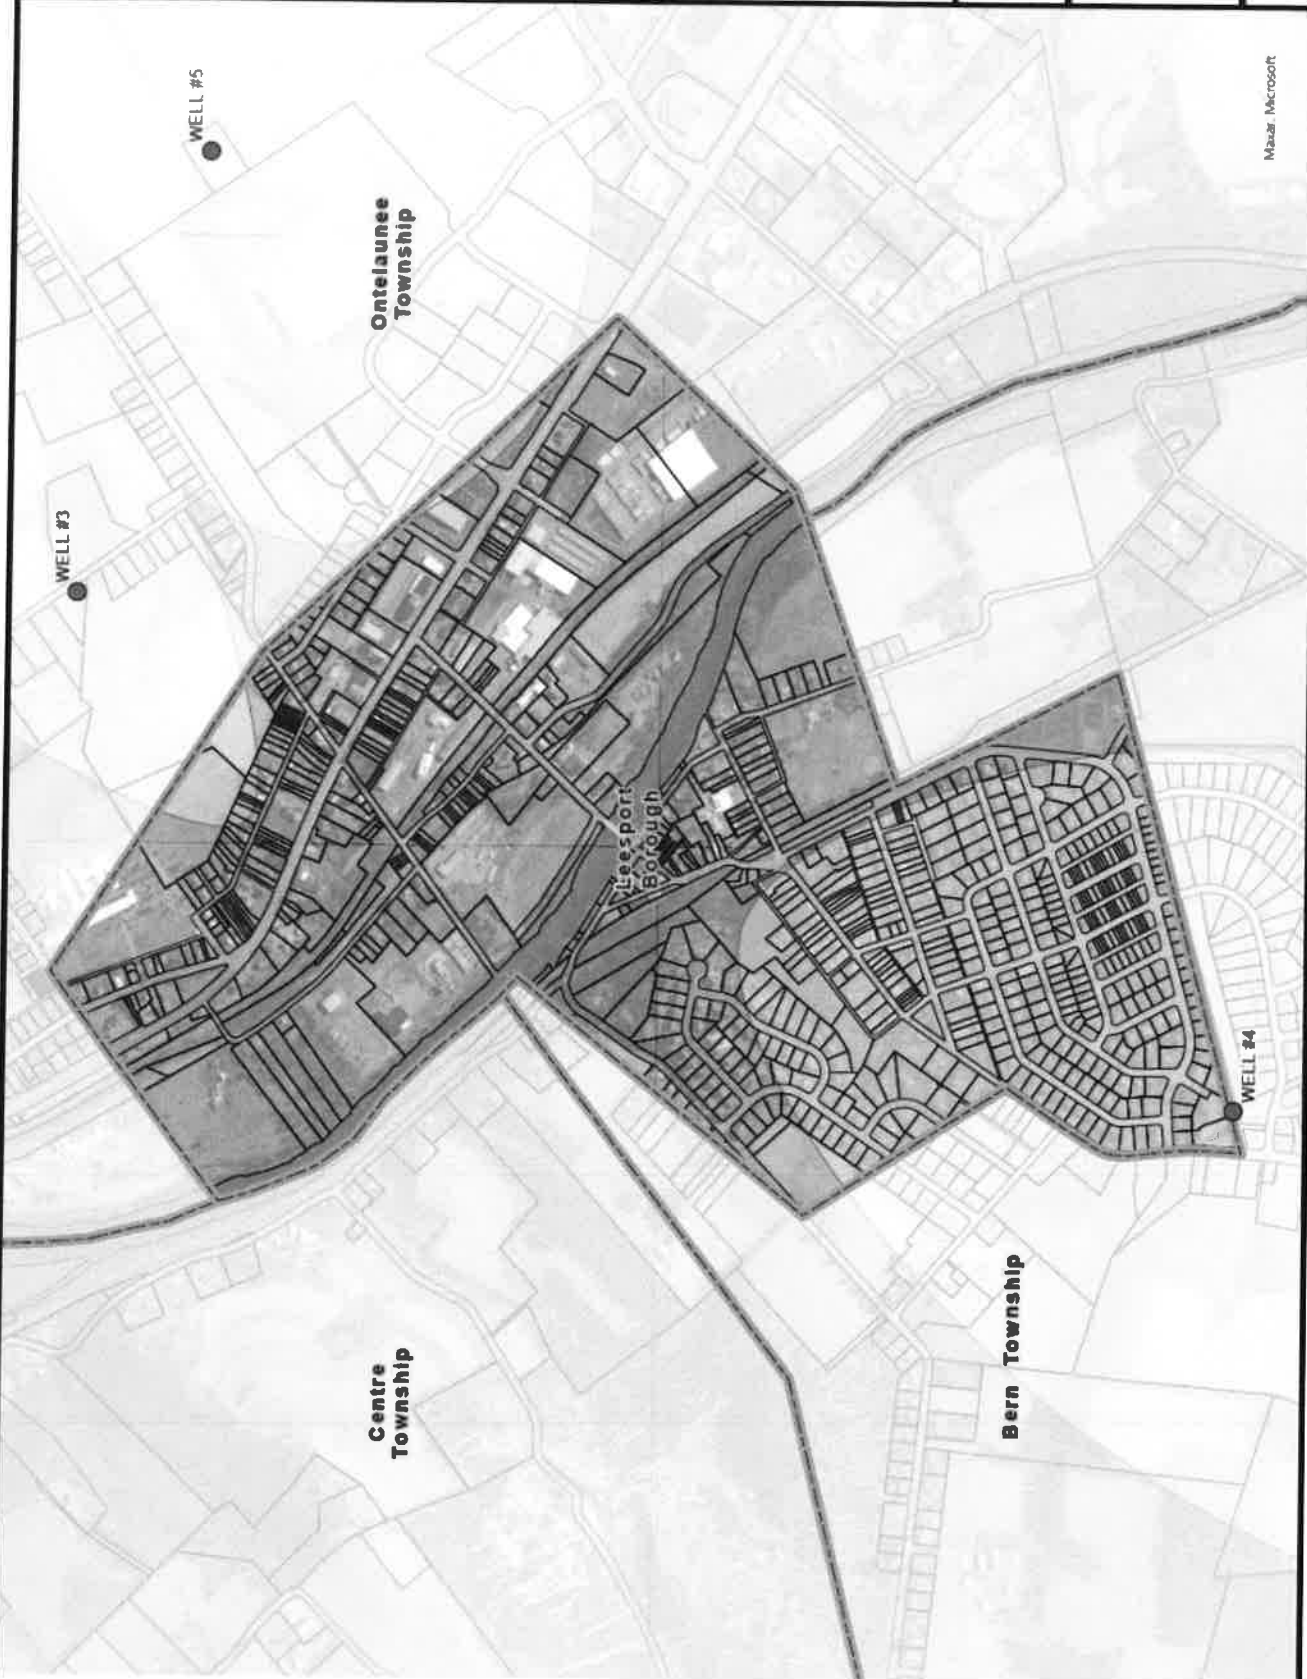 WELL #5
WELL #3
Ontelaunee
Township
Leesport
Borough
Centre
Township
Bern Township
WELL #4
Maxar, Microsoft